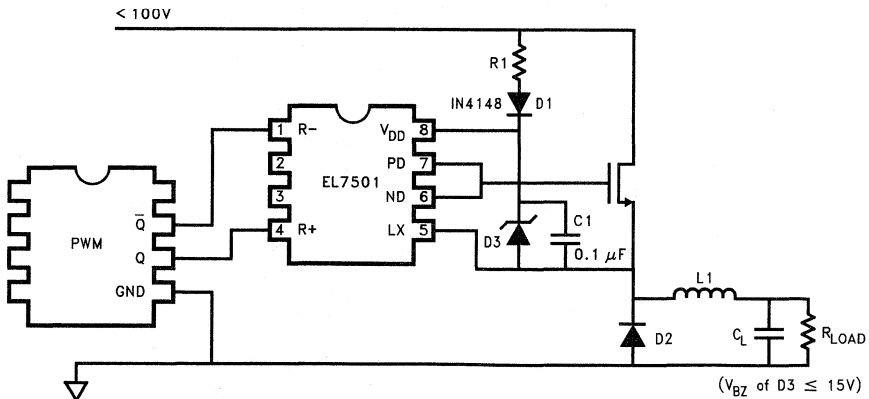 < 100V
R1
IN4148 D1
1 R- V_DD 8
2 PD 7
EL7501
3 ND 6
4 R+ LX 5
Q̅
PWM
Q
GND
D3
C1
0.1 μF
L1
D2
C_L
R_LOAD
(V_BZ of D3 ≤ 15V)